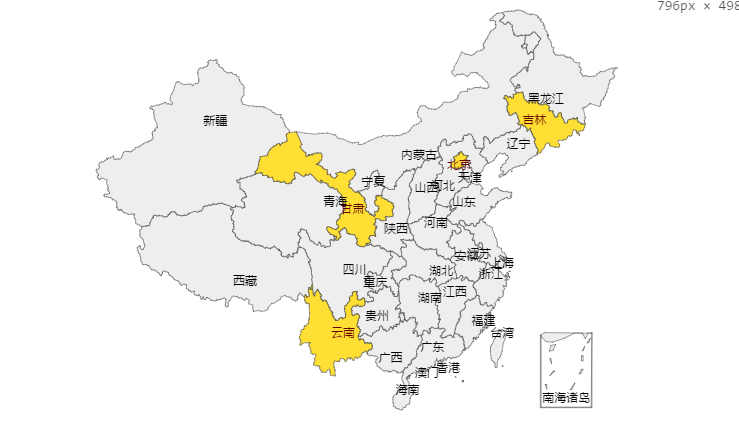 796px × 498
黑龙江
新疆
吉林
辽宁
内蒙古
北京
天津
宁夏
山西
河北
青海
甘肃
山东
陕西
河南
安徽
江苏
上海
四川
湖北
浙江
西藏
重庆
湖南
江西
贵州
福建
云南
台湾
广东
广西
香港
澳门
海南
南海诸岛